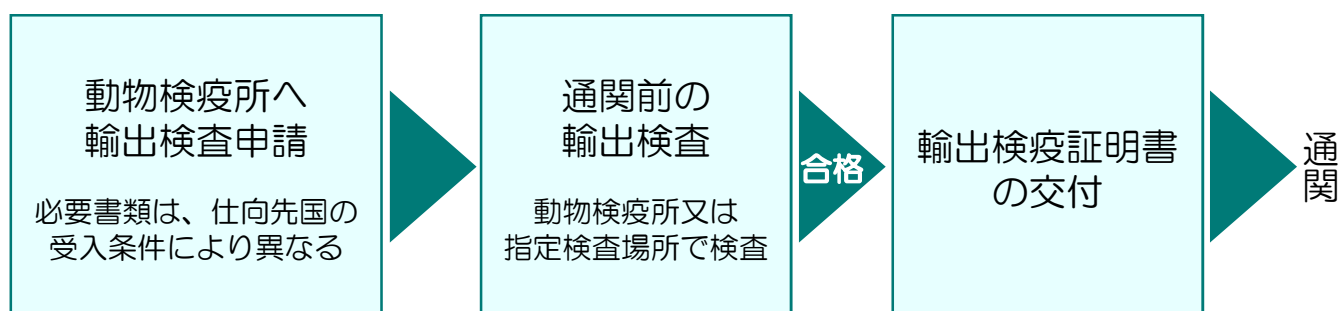 動物検疫所へ
輸出検査申請
必要書類は、仕向先国の
受入条件により異なる
通関前の
輸出検査
動物検疫所又は
指定検査場所で検査
合格
輸出検疫証明書
の交付
通関